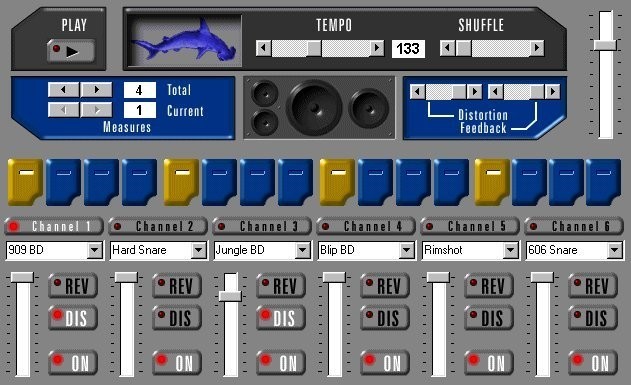 PLAY
TEMPO
SHUFFLE
133
4 Total
1 Current
Measures
Distortion
Feedback
Channel 1 Channel 2 Channel 3 Channel 4 Channel 5 Channel 6
909 BD Hard Snare Jungle BD Blip BD Rimshot 606 Snare
REV REV REV REV REV REV
DIS DIS DIS DIS DIS DIS
ON ON ON ON ON ON